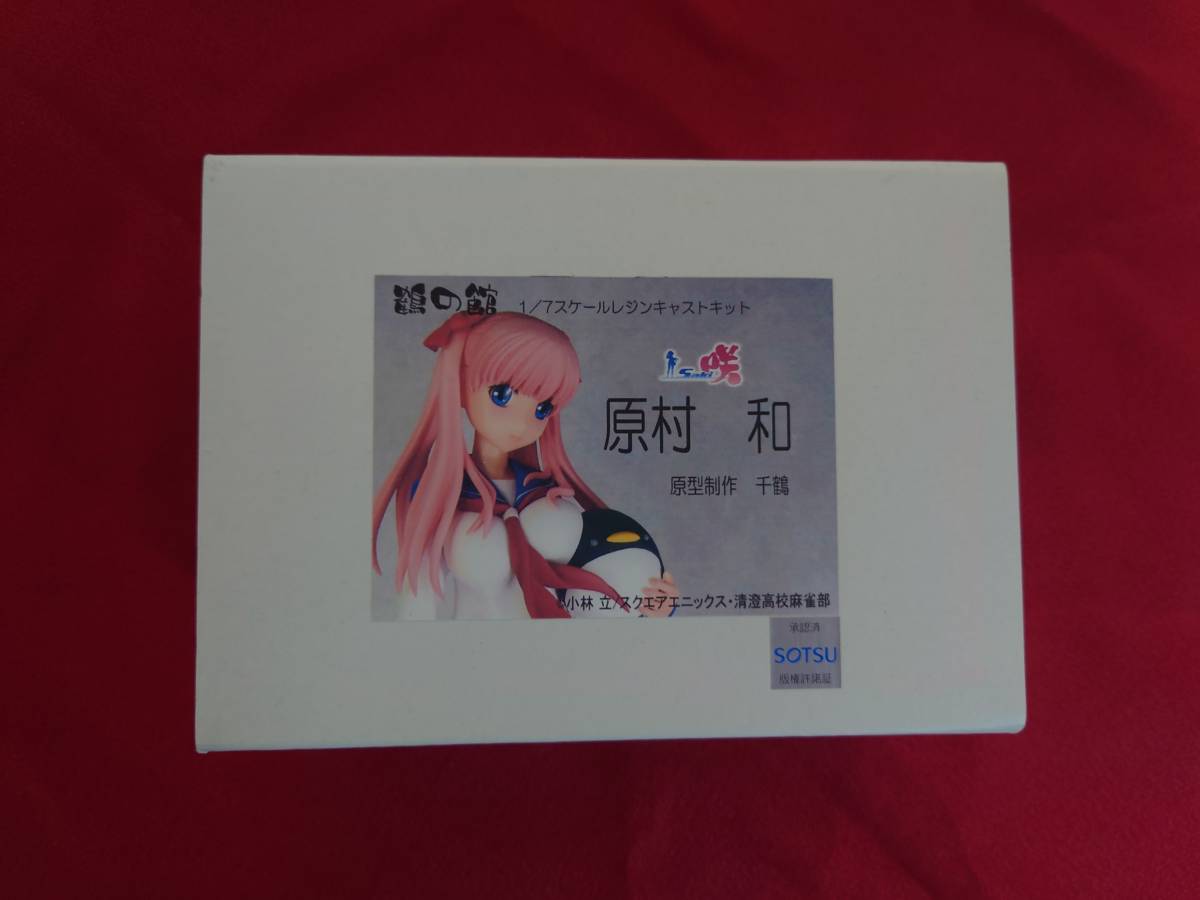 鶴の館 1/7スケールレジンキャストキット
Saki 咲
原村 和
原型制作 千鶴
©小林 立/スクエアエニックス・清澄高校麻雀部
承認済
SOTSU
版権許諾証